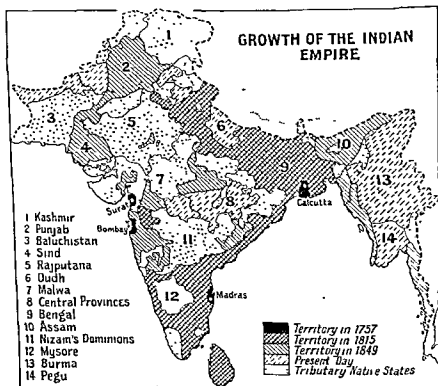 GROWTH OF THE INDIAN
EMPIRE
1
2
3
4
5
6
7
8
9
10
11
12
13
14
2
Surat
Bombay
Calcutta
Madras
1 Kashmir
2 Punjab
3 Baluchistan
4 Sind
5 Rajputana
6 Oudh
7 Malwa
8 Central Provinces
9 Bengal
10 Assam
11 Nizam's Dominions
12 Mysore
13 Burma
14 Pegu
Territory in 1757
Territory in 1815
Territory in 1849
Present Day
Tributary Native States